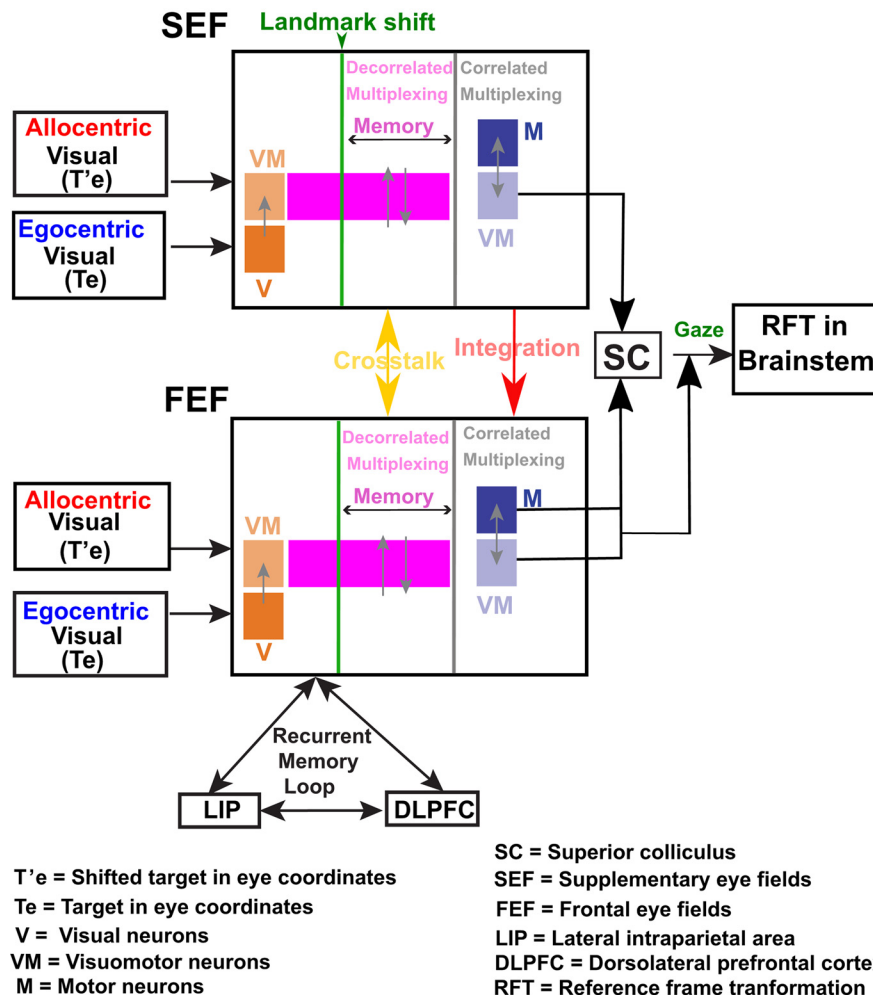 SEF
Landmark shift
Decorrelated
Multiplexing
Correlated
Multiplexing
Memory
Allocentric
Visual
(T'e)
VM
M
Egocentric
Visual
(Te)
V
VM
Crosstalk
Integration
SC
Gaze
RFT in
Brainstem
FEF
Decorrelated
Multiplexing
Correlated
Multiplexing
Memory
Allocentric
Visual
(T'e)
VM
M
Egocentric
Visual
(Te)
V
VM
Recurrent
Memory
Loop
LIP
DLPFC
T'e = Shifted target in eye coordinates
Te = Target in eye coordinates
V = Visual neurons
VM = Visuomotor neurons
M = Motor neurons
SC = Superior colliculus
SEF = Supplementary eye fields
FEF = Frontal eye fields
LIP = Lateral intraparietal area
DLPFC = Dorsolateral prefrontal corte
RFT = Reference frame tranformation